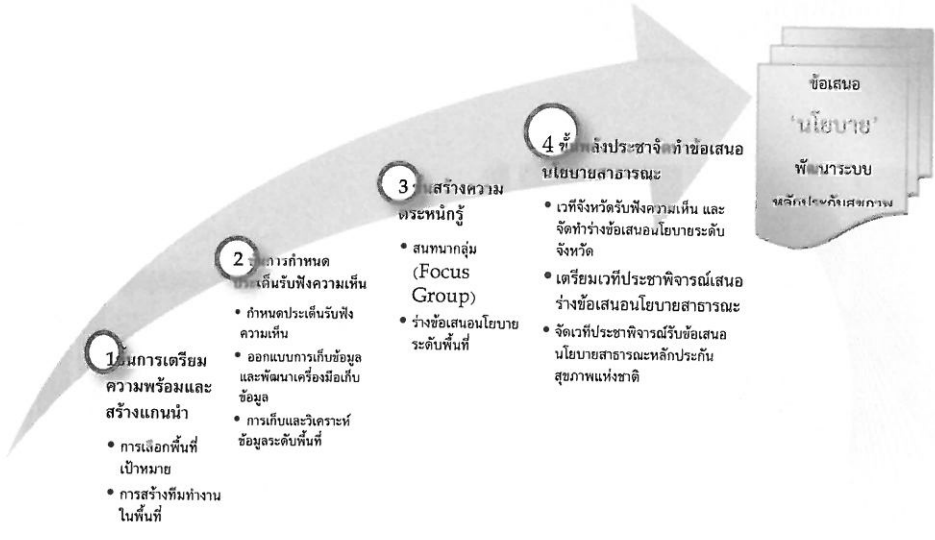 1 ขั้นการเตรียม
ความพร้อมและ
สร้างแกนนำ
• การเลือกพื้นที่
เป้าหมาย
• การสร้างทีมทำงาน
ในพื้นที่
2 ขั้นการกำหนด
ประเด็นรับฟังความเห็น
• กำหนดประเด็นรับฟัง
ความเห็น
• ออกแบบการเก็บข้อมูล
และพัฒนาเครื่องมือเก็บ
ข้อมูล
• การเก็บและวิเคราะห์
ข้อมูลระดับพื้นที่
3 ขั้นสร้างความ
ตระหนักรู้
• สนทนากลุ่ม
(Focus
Group)
• ร่างข้อเสนอนโยบาย
ระดับพื้นที่
4 ขั้นพลังประชาจัดทำข้อเสนอ
นโยบายสาธารณะ
• เวทีจังหวัดรับฟังความเห็น และ
จัดทำร่างข้อเสนอนโยบายระดับ
จังหวัด
• เตรียมเวทีประชาพิจารณ์เสนอ
ร่างข้อเสนอนโยบายสาธารณะ
• จัดเวทีประชาพิจารณ์รับข้อเสนอ
นโยบายสาธารณะหลักประกัน
สุขภาพแห่งชาติ
ข้อเสนอ
'นโยบาย'
พัฒนาระบบ
หลักประกันสุขภาพ